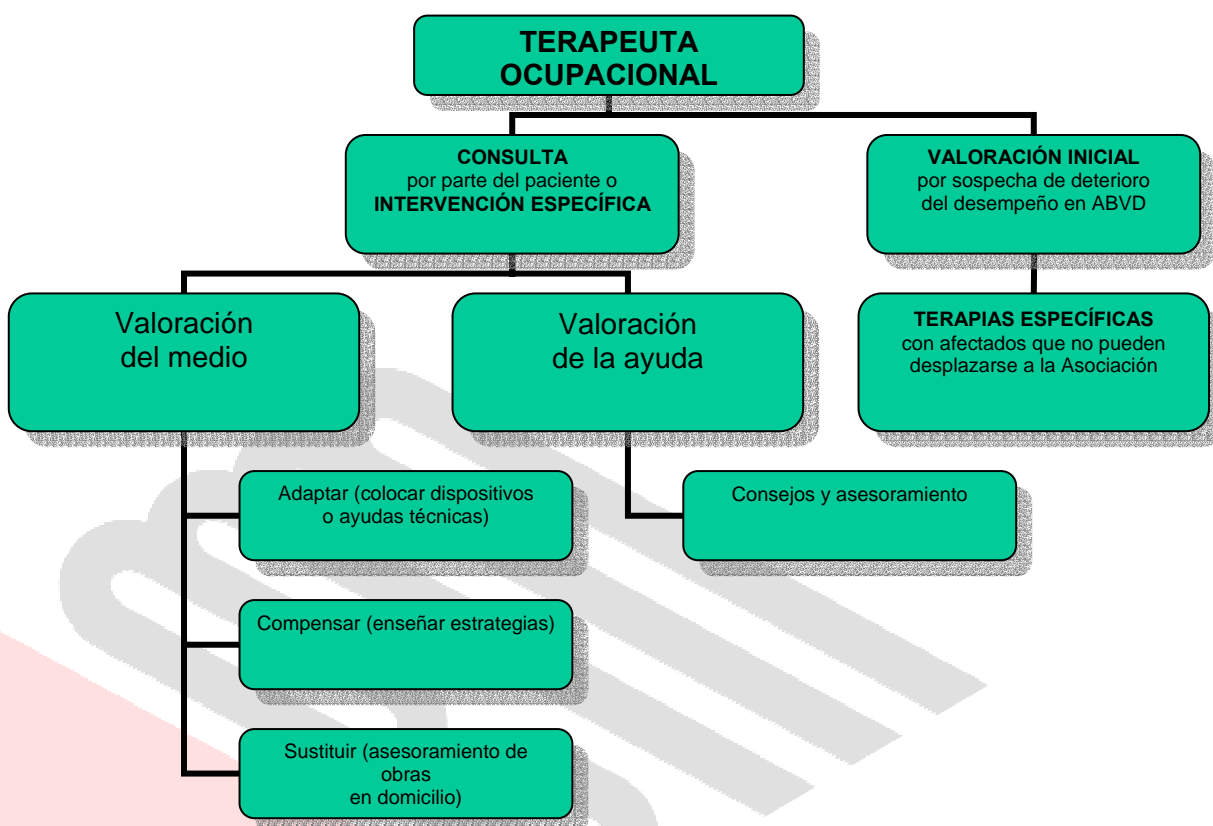 TERAPEUTA
OCUPACIONAL
CONSULTA
por parte del paciente o
INTERVENCIÓN ESPECÍFICA
VALORACIÓN INICIAL
por sospecha de deterioro
del desempeño en ABVD
Valoración
del medio
Valoración
de la ayuda
TERAPIAS ESPECÍFICAS
con afectados que no pueden
desplazarse a la Asociación
Adaptar (colocar dispositivos
o ayudas técnicas)
Consejos y asesoramiento
Compensar (enseñar estrategias)
Sustituir (asesoramiento de
obras
en domicilio)